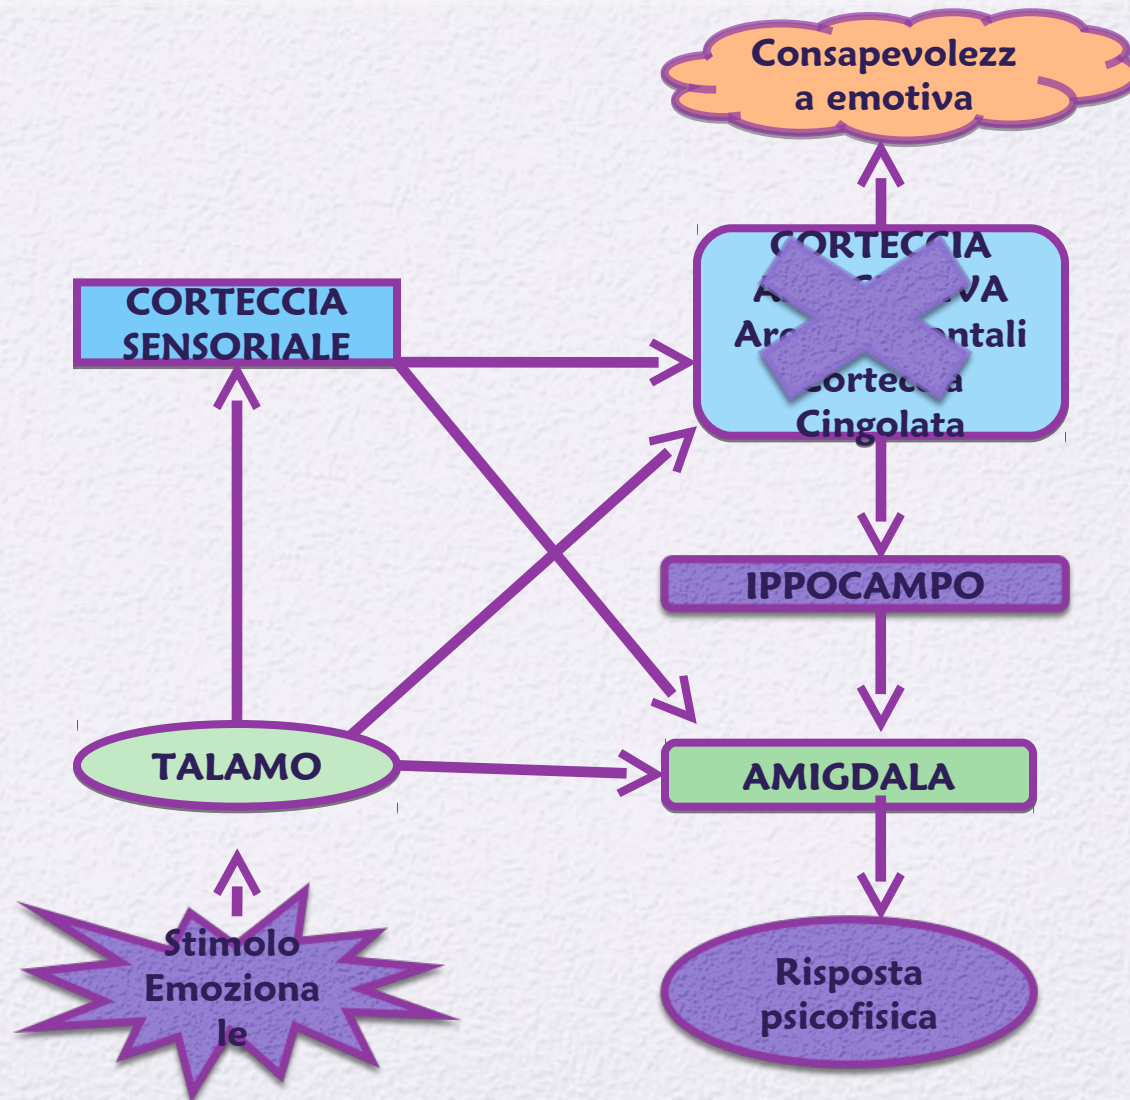 Consapevolezz
a emotiva
CORTECCIA
Cingolata
CORTECCIA
SENSORIALE
IPPOCAMPO
TALAMO
AMIGDALA
Stimolo
Emoziona
le
Risposta
psicofisica